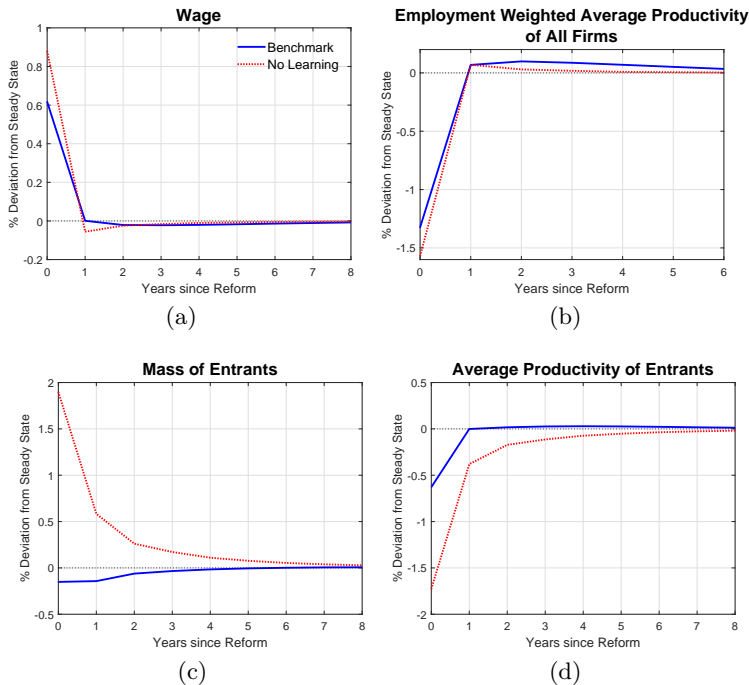 Wage
% Deviation from Steady State
1
0.8
0.6
0.4
0.2
0
-0.2
Benchmark
No Learning
0 1 2 3 4 5 6 7 8
Years since Reform
(a)
Employment Weighted Average Productivity
of All Firms
% Deviation from Steady State
0
-0.5
-1
-1.5
0 1 2 3 4 5 6
Years since Reform
(b)
Mass of Entrants
% Deviation from Steady State
2
1.5
1
0.5
0
-0.5
0 1 2 3 4 5 6 7 8
Years since Reform
(c)
Average Productivity of Entrants
% Deviation from Steady State
0.5
0
-0.5
-1
-1.5
-2
0 1 2 3 4 5 6 7 8
Years since Reform
(d)